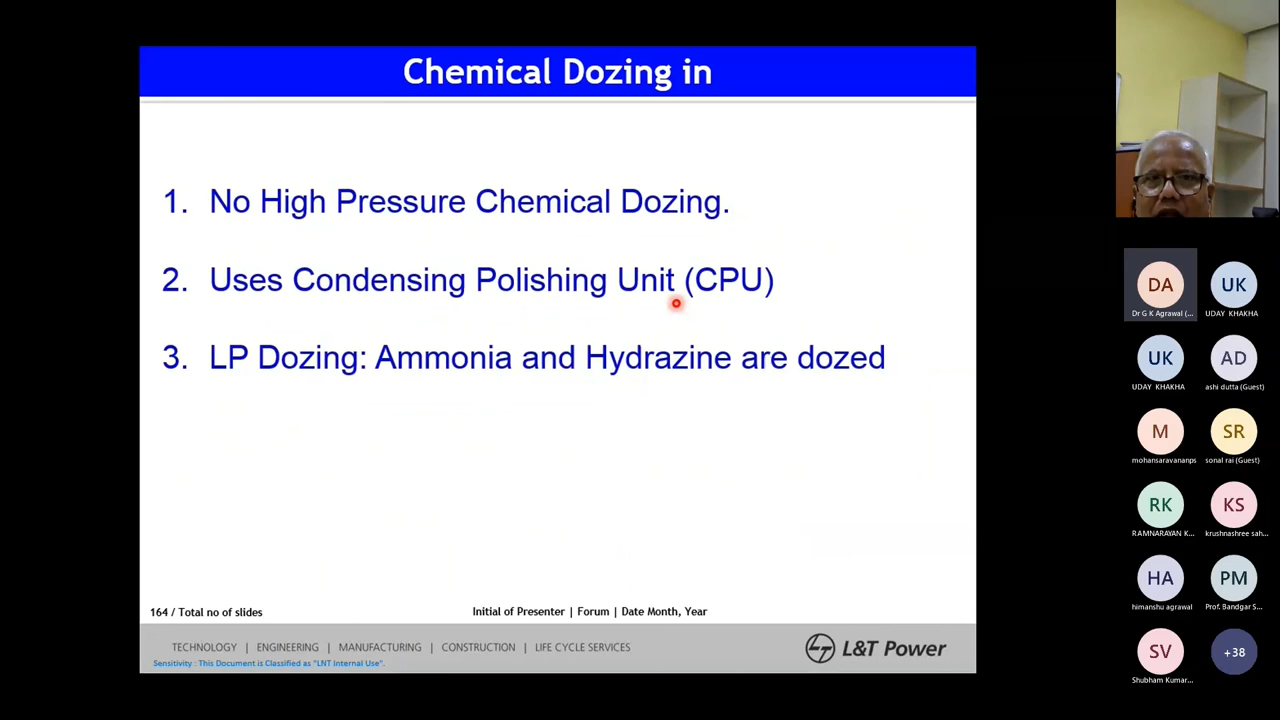 Chemical Dozing in
1. No High Pressure Chemical Dozing.
2. Uses Condensing Polishing Unit (CPU)
3. LP Dozing: Ammonia and Hydrazine are dozed
164 / Total no of slides
Initial of Presenter | Forum | Date Month, Year
TECHNOLOGY | ENGINEERING | MANUFACTURING | CONSTRUCTION | LIFE CYCLE SERVICES
Sensitivity : This Document is Classified as "LNT Internal Use".
L&T Power
DA
Dr G K Agrawal (...
UK
UDAY KHAKHA
UK
UDAY KHAKHA
AD
ashi dutta (Guest)
M
mohansaravananps
SR
sonal rai (Guest)
RK
RAMNARAYAN K...
KS
krushnashree sah...
HA
himanshu agrawal
PM
Prof. Bandgar S...
SV
Shubham Kumar...
+38